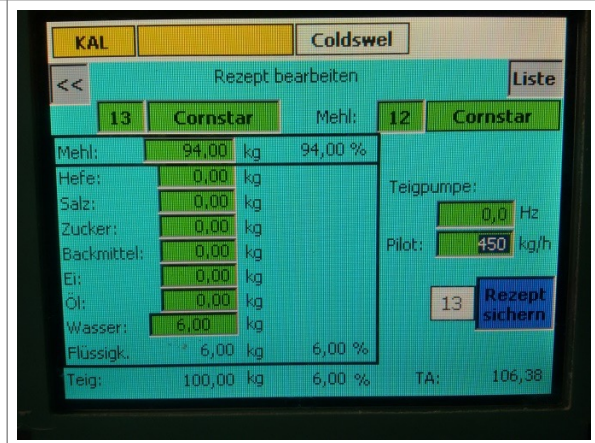 KAL Coldswel
<< Rezept bearbeiten Liste
13 Cornstar Mehl: 12 Cornstar
Mehl: 94,00 kg 94,00 %
Hefe: 0,00 kg
Salz: 0,00 kg
Teigpumpe:
Zucker: 0,00 kg
0,0 Hz
Backmittel: 0,00 kg
Pilot: 450 kg/h
Ei: 0,00 kg
Öl: 0,00 kg
13 Rezept sichern
Wasser: 6,00 kg
Flüssigk. 6,00 kg 6,00 %
Teig: 100,00 kg 6,00 % TA: 106,38